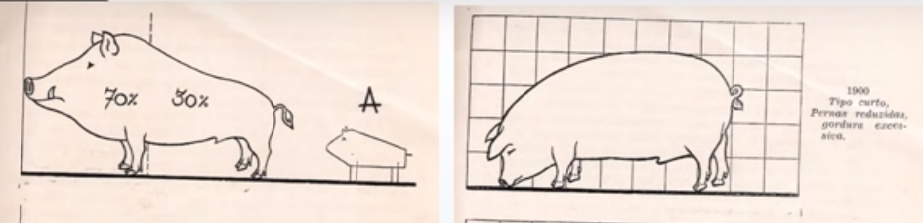 70% 30%
A
1900
Tipo curto,
Pernas reduzidas,
gordura exces-
siva.